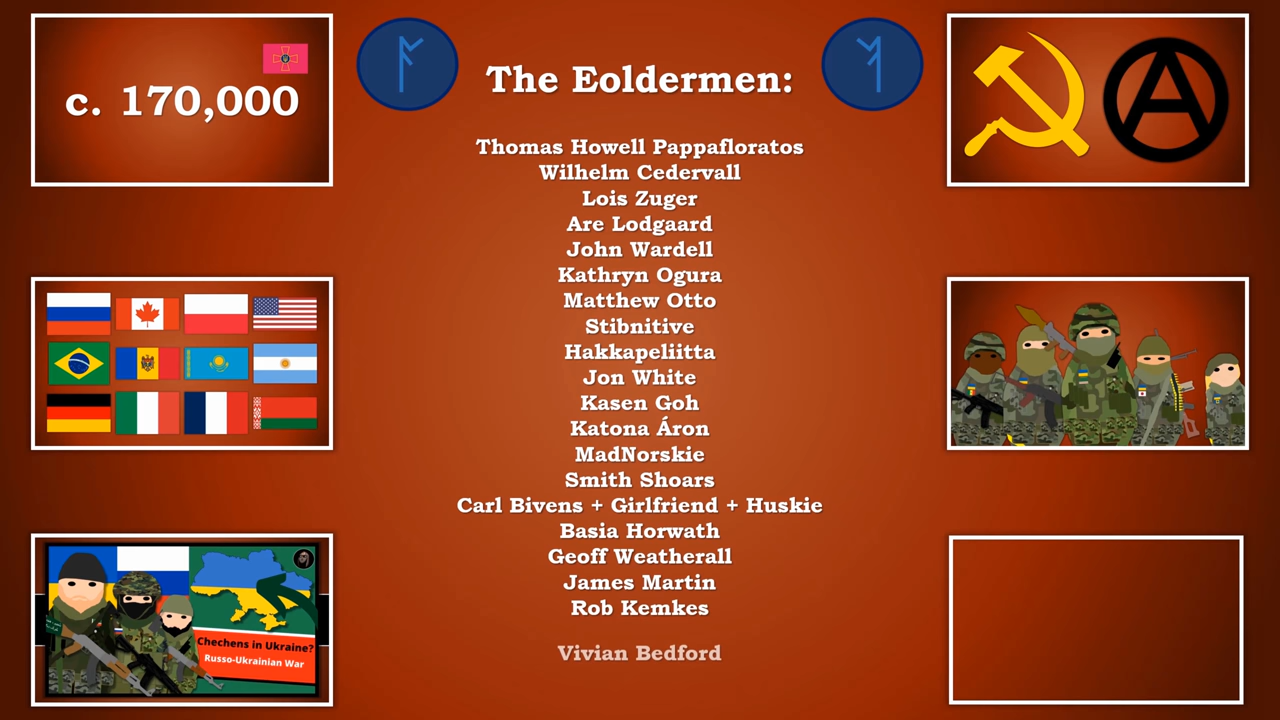 c. 170,000
The Eoldermen:
Thomas Howell Pappafloratos
Wilhelm Cedervall
Lois Zuger
Are Lodgaard
John Wardell
Kathryn Ogura
Matthew Otto
Stibnitive
Hakkapeliitta
Jon White
Kasen Goh
Katona Áron
MadNorskie
Smith Shoars
Carl Bivens + Girlfriend + Huskie
Basia Horwath
Geoff Weatherall
James Martin
Rob Kemkes
Vivian Bedford
Chechens in Ukraine?
Russo-Ukrainian War